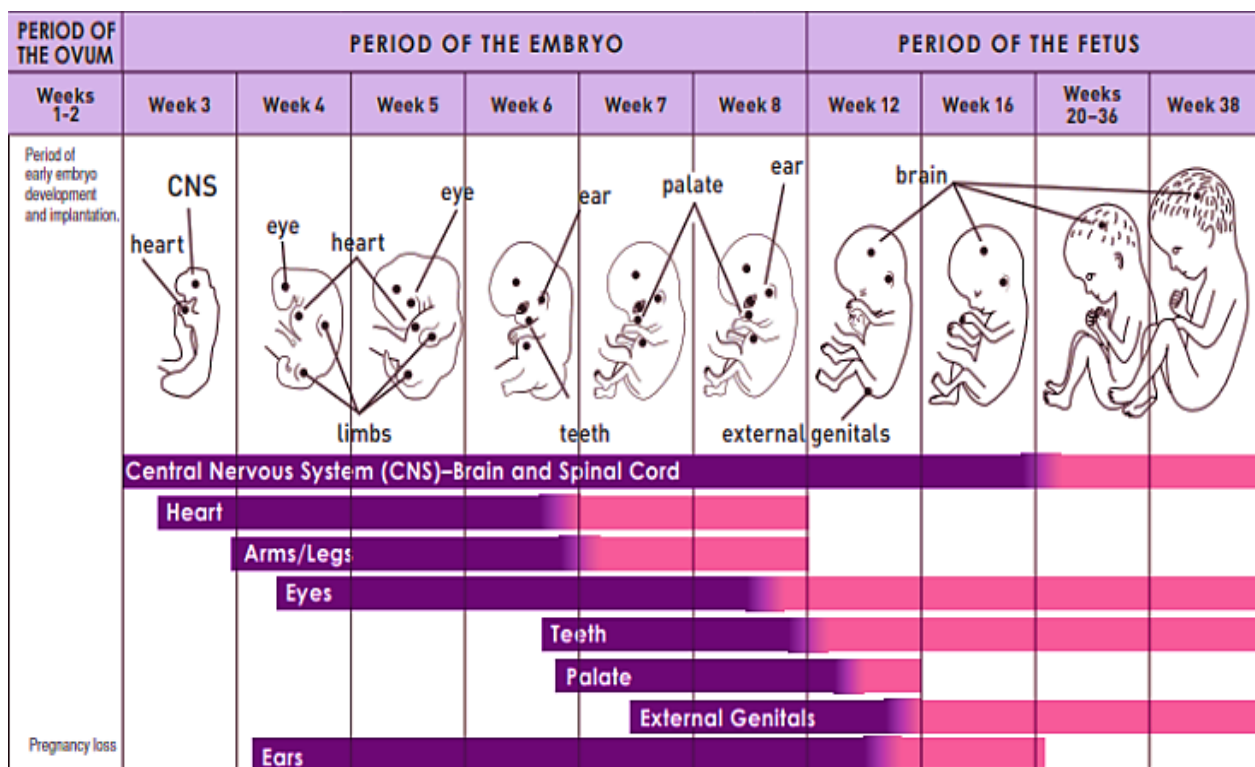 PERIOD OF
THE OVUM
PERIOD OF THE EMBRYO
PERIOD OF THE FETUS
Weeks
1-2
Week 3
Week 4
Week 5
Week 6
Week 7
Week 8
Week 12
Week 16
Weeks
20–36
Week 38
Period of
early embryo
development
and implantation.
CNS
heart
eye
heart
eye
ear
palate
ear
brain
limbs
teeth
external genitals
Central Nervous System (CNS)–Brain and Spinal Cord
Heart
Arms/Legs
Eyes
Teeth
Palate
External Genitals
Pregnancy loss
Ears